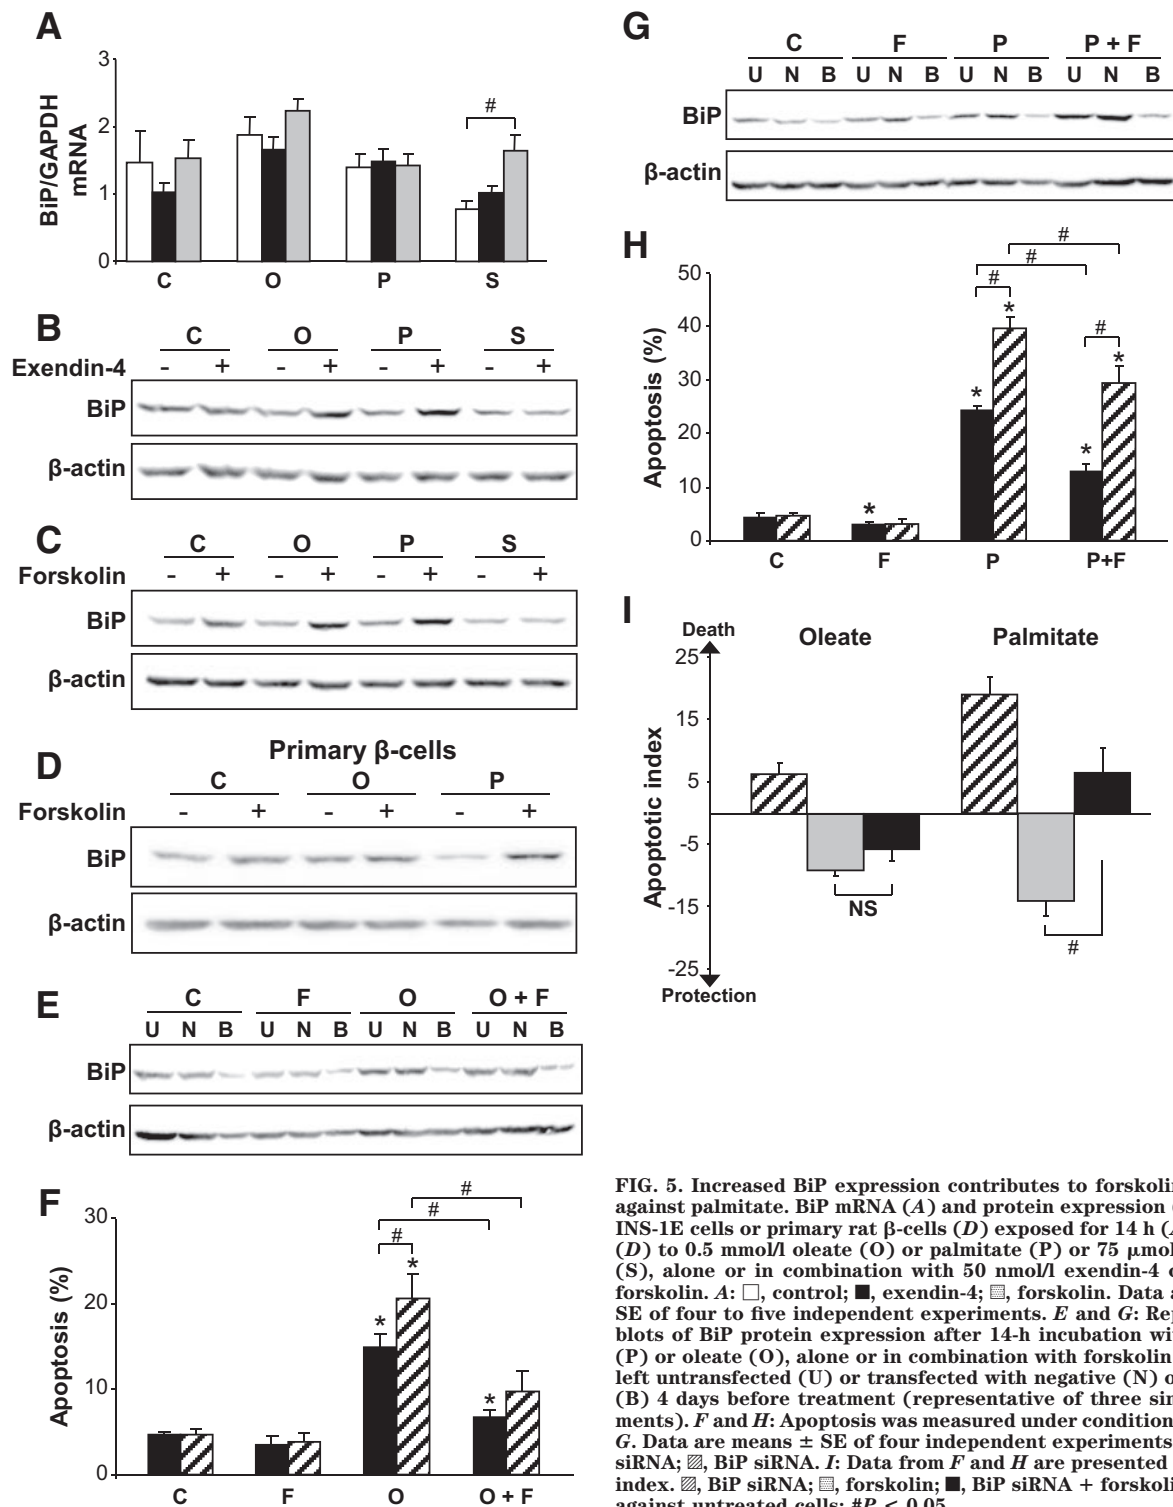 A
3
2
1
0
BiP/GAPDH
mRNA
#
C O P S
B
C O P S
Exendin-4 - + - + - + - +
BiP
β-actin
C
C O P S
Forskolin - + - + - + - +
BiP
β-actin
D
Primary β-cells
C O P
Forskolin - + - + - +
BiP
β-actin
E
C F O O + F
U N B U N B U N B U N B
BiP
β-actin
F
30
20
10
0
Apoptosis (%)
#
#
#
* * *
C F O O + F
G
C F P P + F
U N B U N B U N B U N B
BiP
β-actin
H
50
40
30
20
10
0
Apoptosis (%)
#
#
# #
* * * * *
C F P P+F
I
Death
Oleate Palmitate
25
15
5
-5
-15
-25
Apoptotic index
NS
#
Protection
FIG. 5. Increased BiP expression contributes to forskolin
against palmitate. BiP mRNA (A) and protein expression (
INS-1E cells or primary rat β-cells (D) exposed for 14 h (
(D) to 0.5 mmol/l oleate (O) or palmitate (P) or 75 μmol
(S), alone or in combination with 50 nmol/l exendin-4 o
forskolin. A: □, control; ■, exendin-4; ▒, forskolin. Data a
SE of four to five independent experiments. E and G: Rep
blots of BiP protein expression after 14-h incubation wi
(P) or oleate (O), alone or in combination with forskolin
left untransfected (U) or transfected with negative (N) o
(B) 4 days before treatment (representative of three sim
ments). F and H: Apoptosis was measured under condition
G. Data are means ± SE of four independent experiments
siRNA; ▨, BiP siRNA. I: Data from F and H are presented
index. ▨, BiP siRNA; ▒, forskolin; ■, BiP siRNA + forskoli
against untreated cells; #P < 0.05